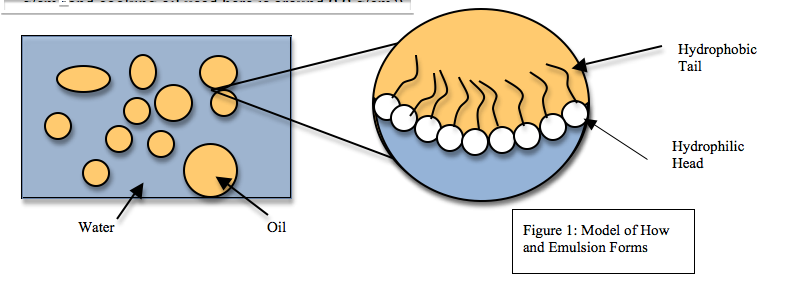 Hydrophobic
Tail
Hydrophilic
Head
Water
Oil
Figure 1: Model of How
and Emulsion Forms